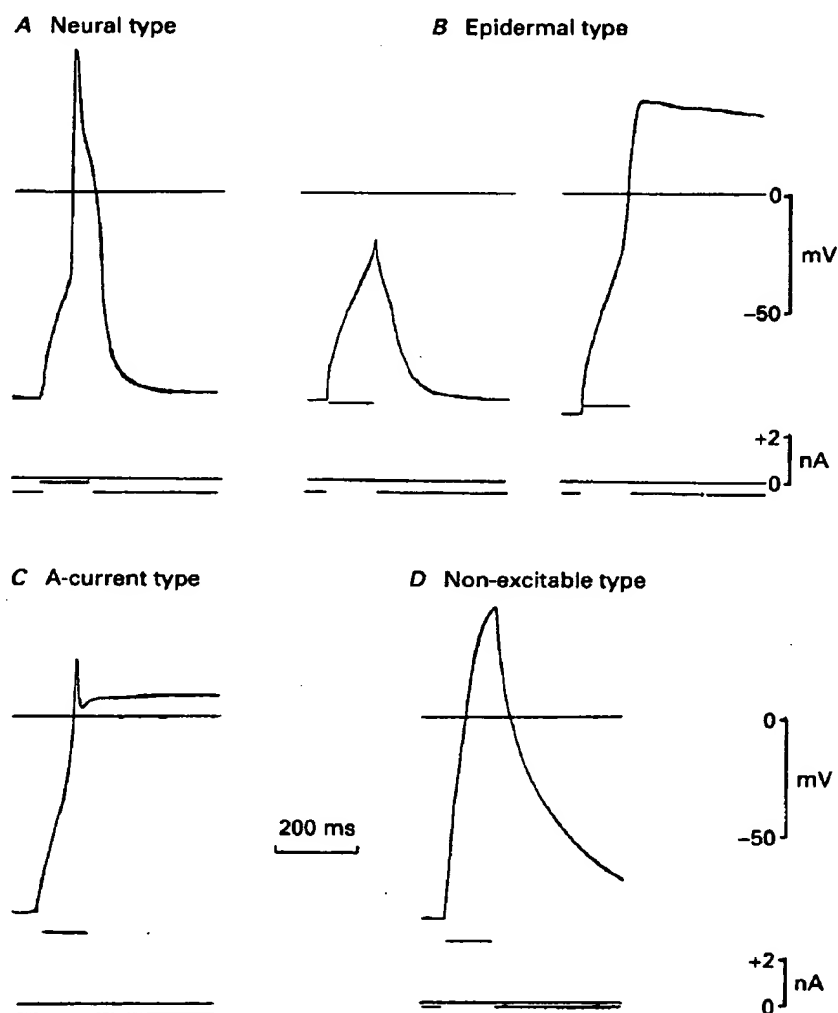 A Neural type
B Epidermal type
0
mV
-50
+2
nA
0
C A-current type
D Non-excitable type
200 ms
0
mV
-50
+2
nA
0